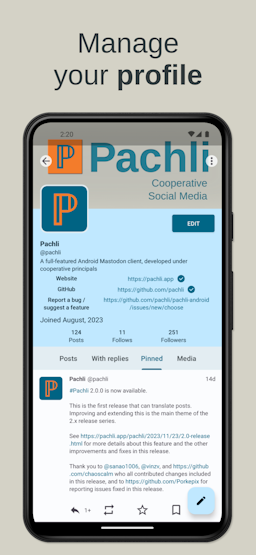 Manage
your profile
2:20
Pachli
Cooperative
Social Media
EDIT
Pachli
@pachli
A full-featured Android Mastodon client, developed under
cooperative principals
Website https://pachli.app
GitHub https://github.com/pachli
Report a bug / https://github.com/pachli/pachli-android
suggest a feature /issues/new/choose
Joined August, 2023
124 11 251
Posts Follows Followers
Posts With replies Pinned Media
Pachli @pachli 14d
#Pachli 2.0.0 is now available.
This is the first release that can translate posts.
Improving and extending this is the main theme of the
2.x release series.
See https://pachli.app/pachli/2023/11/23/2.0-release
.html for more details about this feature and the other
improvements and fixes in this release.
Thank you to @sanao1006, @vinzv, and https://github
.com/chaoscalm who all contributed changes included
in this release, and to https://github.com/Porkepix for
reporting issues fixed in this release.
1+